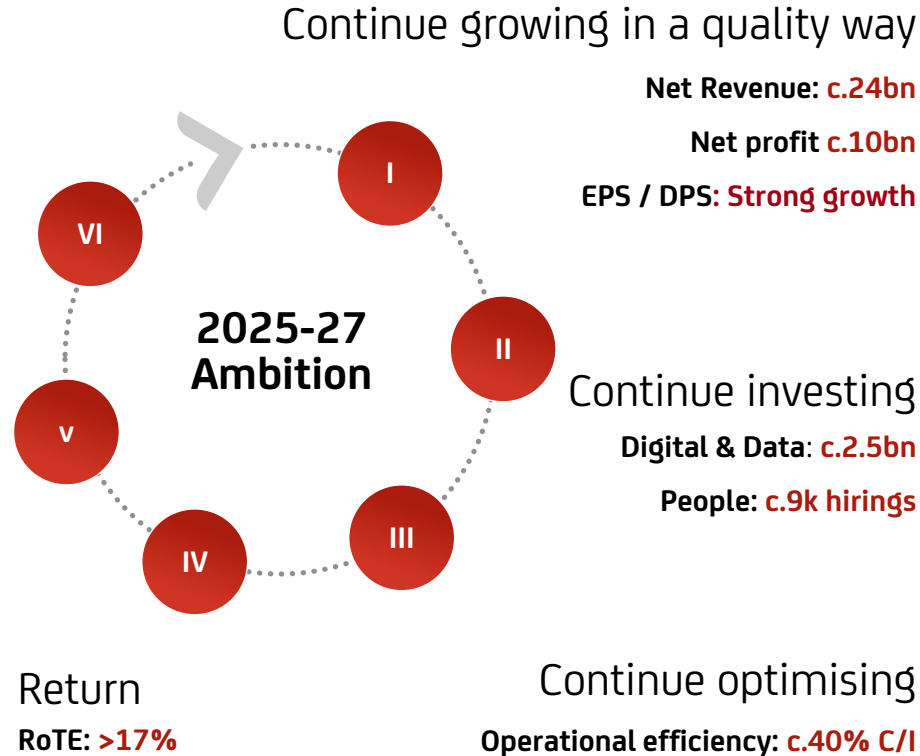 Continue growing in a quality way
Net Revenue: c.24bn
Net profit c.10bn
EPS / DPS: Strong growth
I
VI
2025-27
Ambition
II
Continue investing
Digital & Data: c.2.5bn
People: c.9k hirings
v
III
IV
Return
RoTE: >17%
Continue optimising
Operational efficiency: c.40% C/I